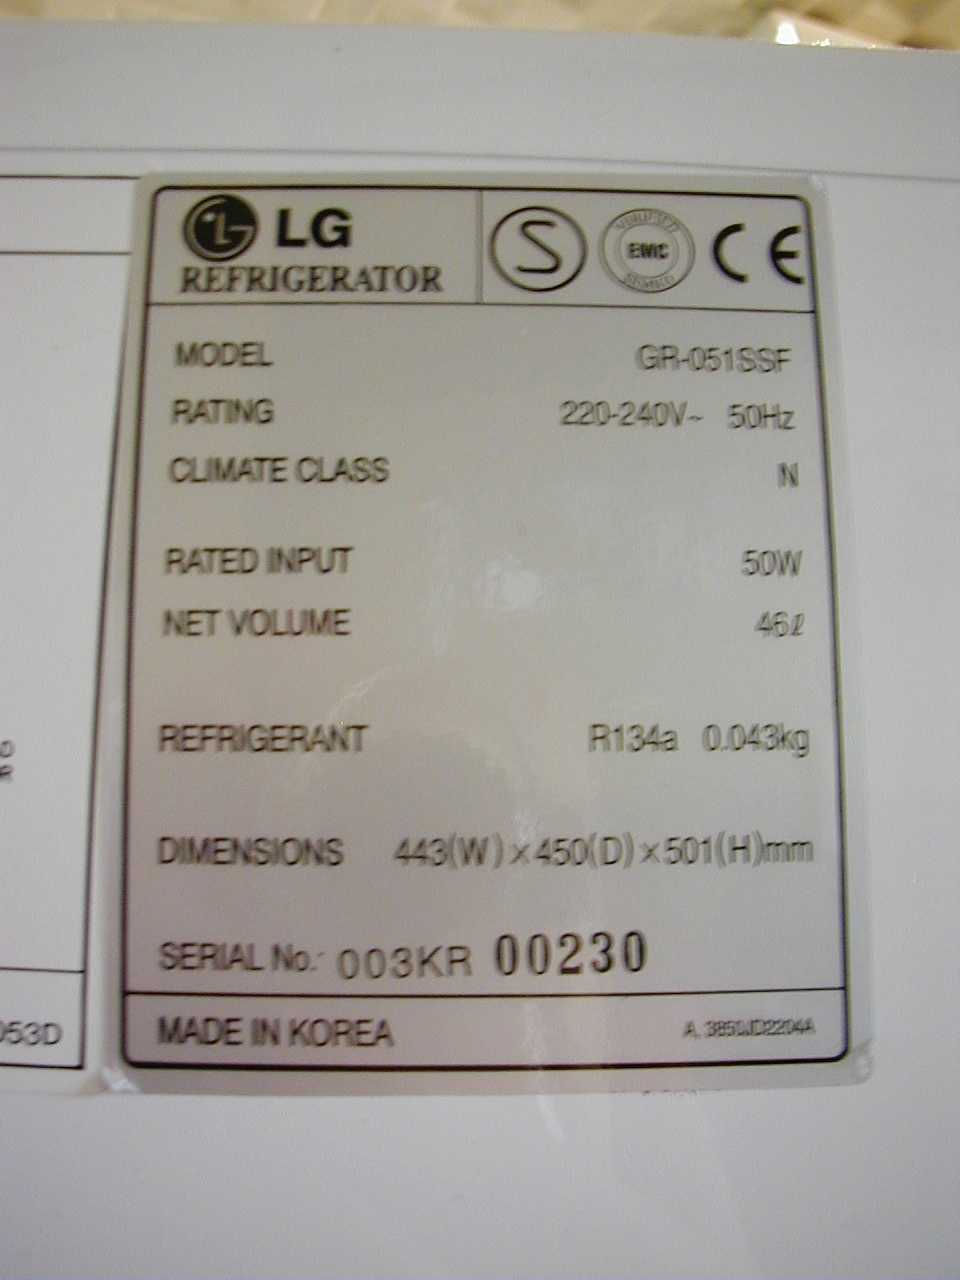 LG
REFRIGERATOR
S
EMC
CE
MODEL GR-051SSF
RATING 220-240V~ 50Hz
CLIMATE CLASS N
RATED INPUT 50W
NET VOLUME 46ℓ
REFRIGERANT R134a 0.043kg
DIMENSIONS 443(W)×450(D)×501(H)mm
SERIAL No.: 003KR 00230
MADE IN KOREA A. 3850JD2204A
053D